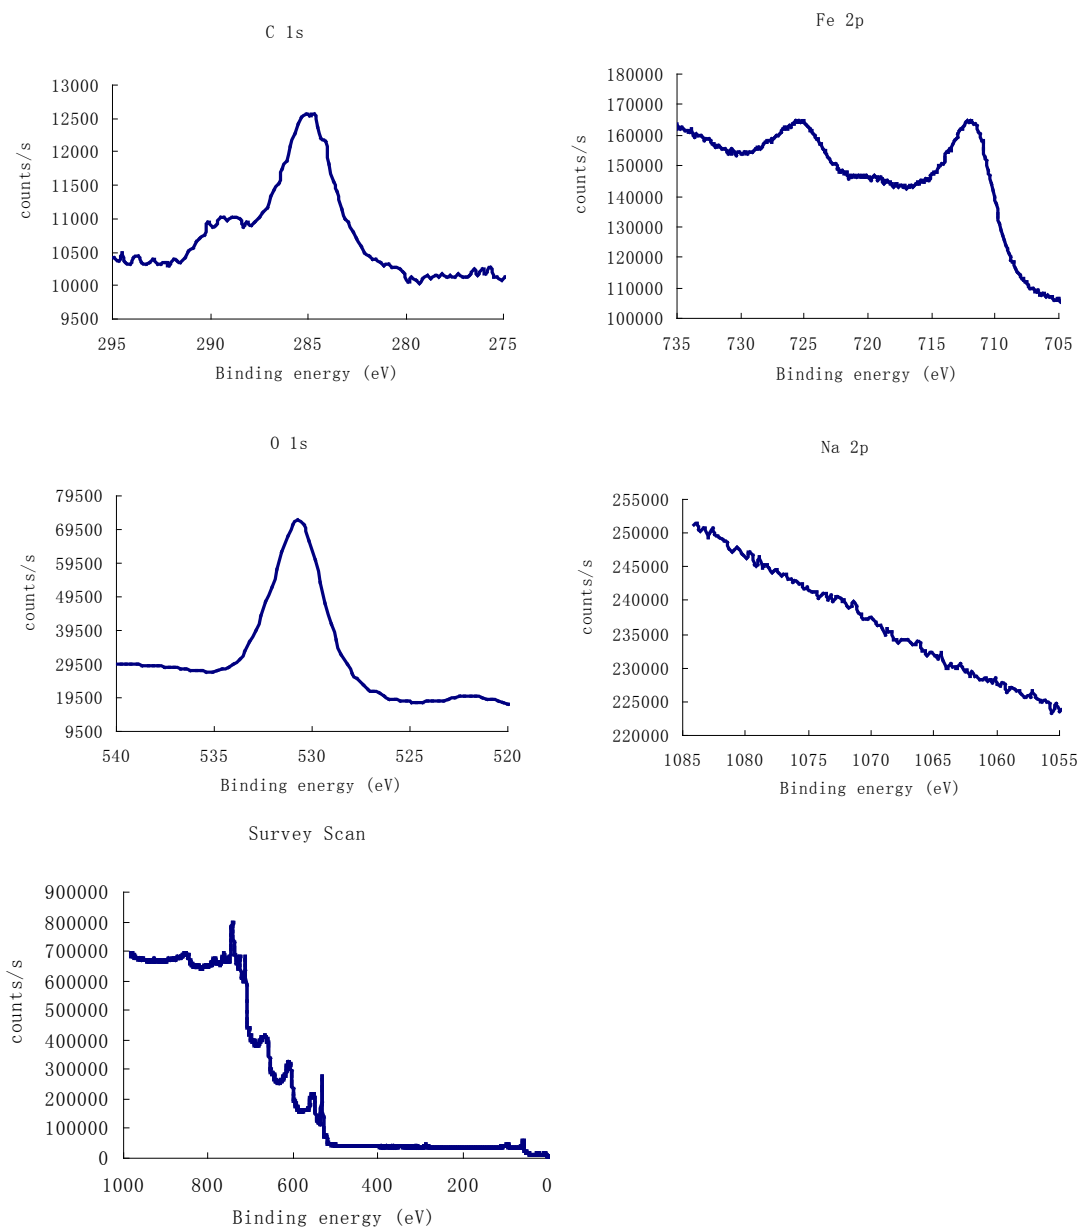 C 1s
13000
12500
12000
11500
11000
10500
10000
9500
counts/s
295 290 285 280 275
Binding energy (eV)
Fe 2p
180000
170000
160000
150000
140000
130000
120000
110000
100000
counts/s
735 730 725 720 715 710 705
Binding energy (eV)
O 1s
79500
69500
59500
49500
39500
29500
19500
9500
counts/s
540 535 530 525 520
Binding energy (eV)
Na 2p
255000
250000
245000
240000
235000
230000
225000
220000
counts/s
1085 1080 1075 1070 1065 1060 1055
Binding energy (eV)
Survey Scan
900000
800000
700000
600000
500000
400000
300000
200000
100000
0
counts/s
1000 800 600 400 200 0
Binding energy (eV)